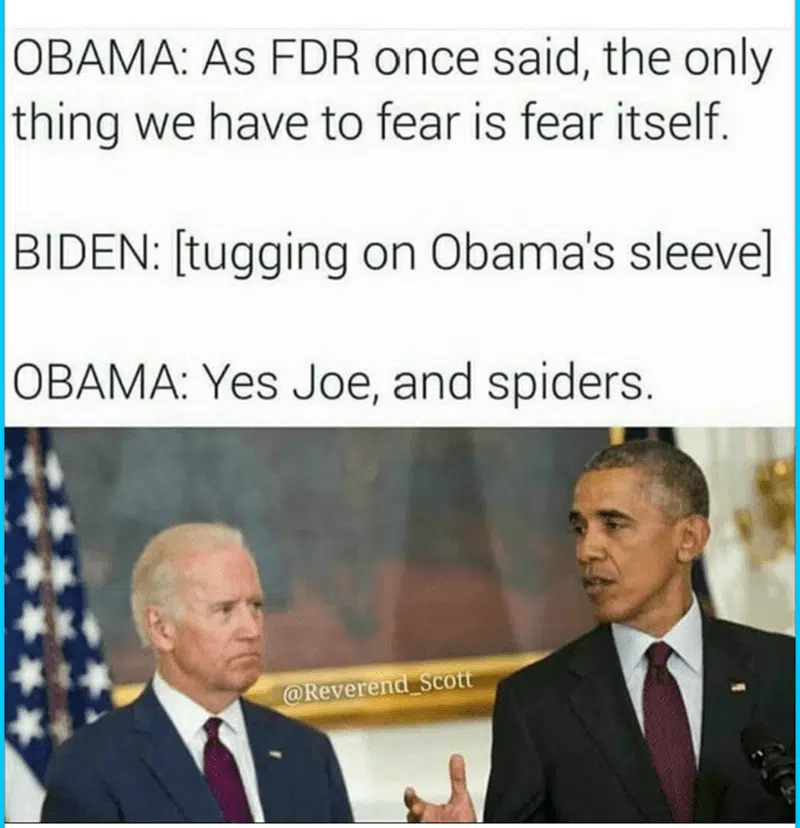 OBAMA: As FDR once said, the only
thing we have to fear is fear itself.
BIDEN: [tugging on Obama's sleeve]
OBAMA: Yes Joe, and spiders.
@Reverend_Scott